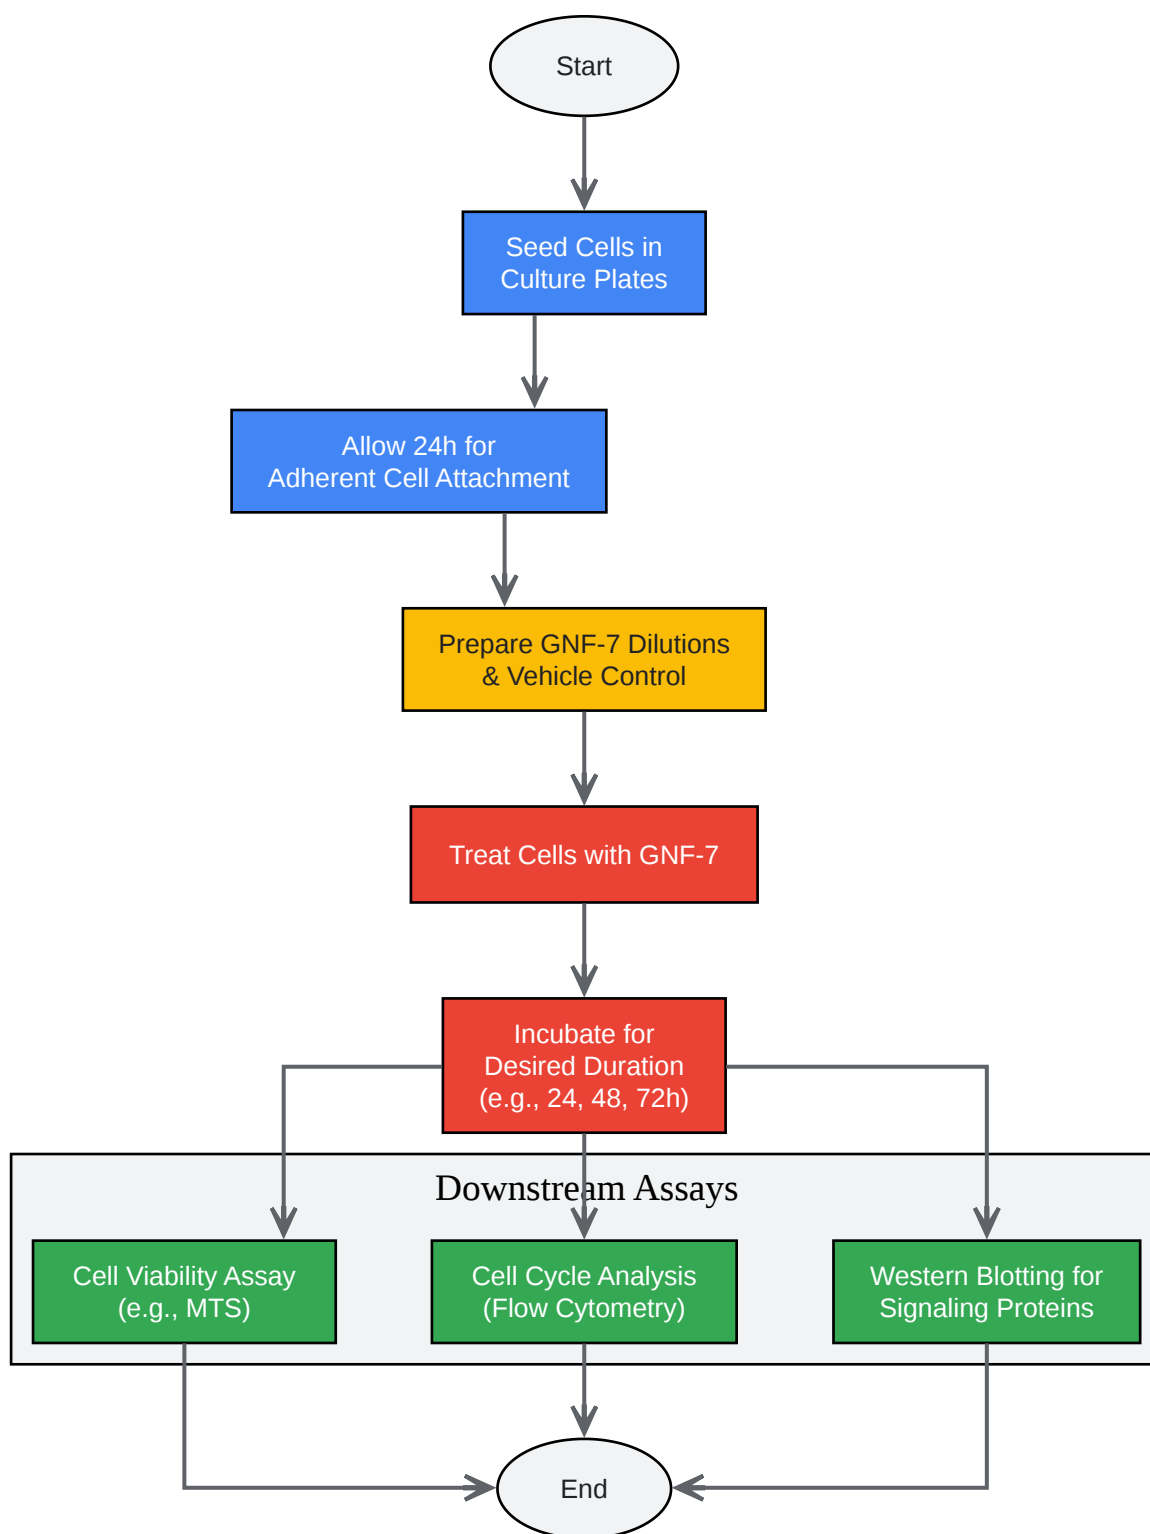 Start
Seed Cells in
Culture Plates
Allow 24h for
Adherent Cell Attachment
Prepare GNF-7 Dilutions
& Vehicle Control
Treat Cells with GNF-7
Incubate for
Desired Duration
(e.g., 24, 48, 72h)
Downstream Assays
Cell Viability Assay
(e.g., MTS)
Cell Cycle Analysis
(Flow Cytometry)
Western Blotting for
Signaling Proteins
End